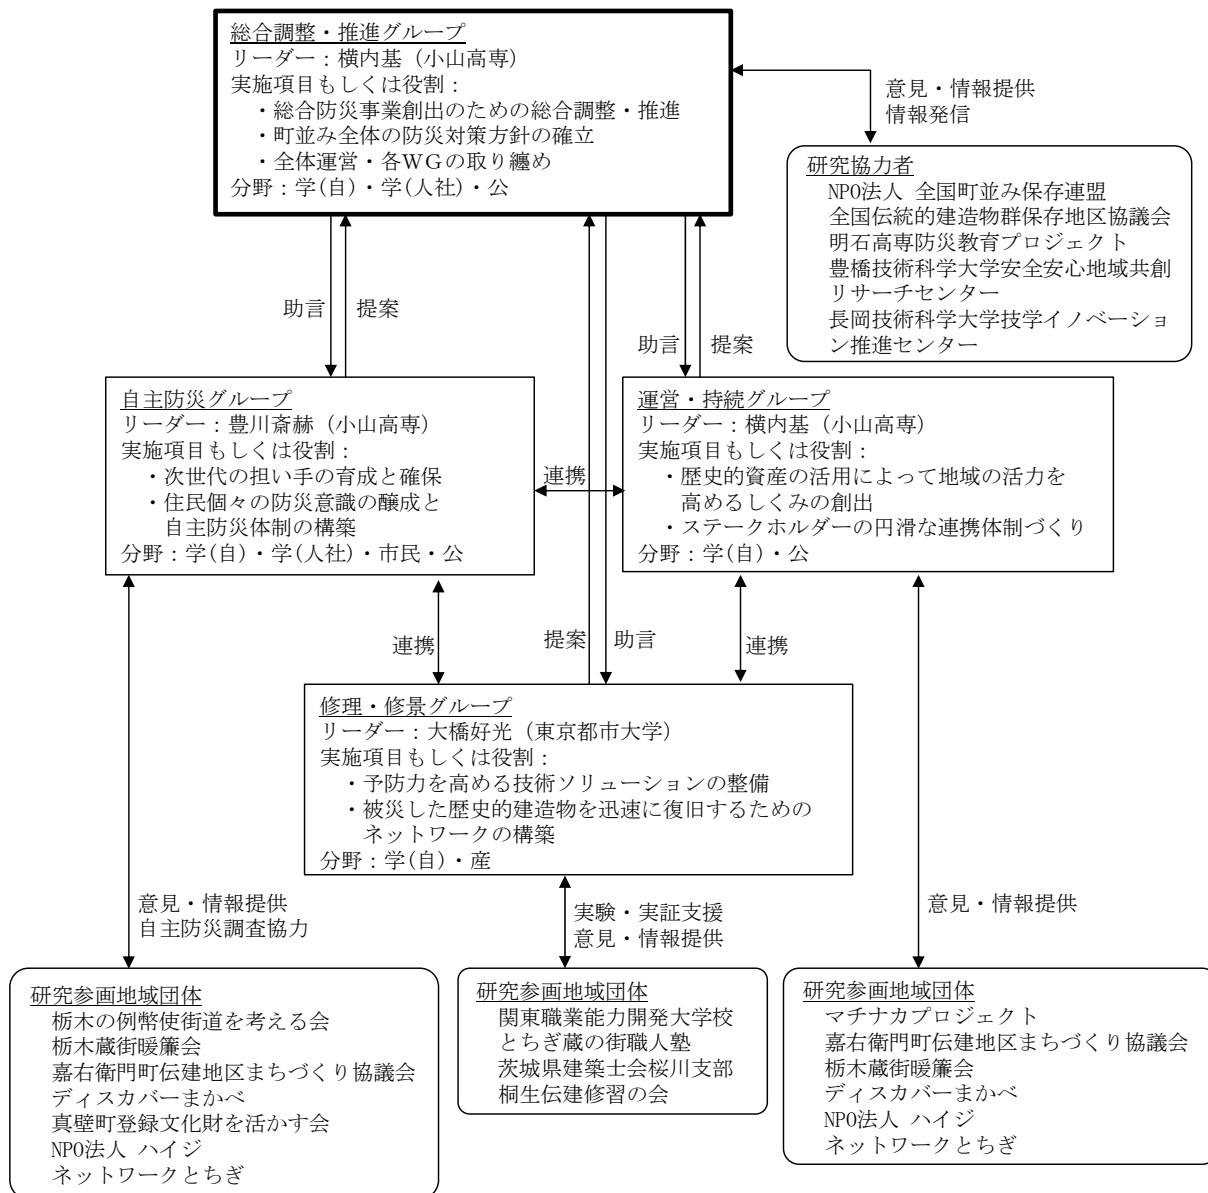 総合調整・推進グループ
リーダー：横内基（小山高専）
実施項目もしくは役割：
・総合防災事業創出のための総合調整・推進
・町並み全体の防災対策方針の確立
・全体運営・各WGの取り纏め
分野：学(自)・学(人社)・公
意見・情報提供
情報発信
研究協力者
NPO法人 全国町並み保存連盟
全国伝統的建造物群保存地区協議会
明石高専防災教育プロジェクト
豊橋技術科学大学安全安心地域共創
リサーチセンター
長岡技術科学大学技学イノベーショ
ン推進センター
助言
提案
助言
提案
自主防災グループ
リーダー：豊川斎赫（小山高専）
実施項目もしくは役割：
・次世代の担い手の育成と確保
・住民個々の防災意識の醸成と
自主防災体制の構築
分野：学(自)・学(人社)・市民・公
連携
運営・持続グループ
リーダー：横内基（小山高専）
実施項目もしくは役割：
・歴史的資産の活用によって地域の活力を
高めるしくみの創出
・ステークホルダーの円滑な連携体制づくり
分野：学(自)・公
連携
提案
助言
連携
修理・修景グループ
リーダー：大橋好光（東京都市大学）
実施項目もしくは役割：
・予防力を高める技術ソリューションの整備
・被災した歴史的建造物を迅速に復旧するための
ネットワークの構築
分野：学(自)・産
意見・情報提供
自主防災調査協力
実験・実証支援
意見・情報提供
意見・情報提供
研究参画地域団体
栃木の例幣使街道を考える会
栃木蔵街暖簾会
嘉右衛門町伝建地区まちづくり協議会
ディスカバーまかべ
真壁町登録文化財を活かす会
NPO法人 ハイジ
ネットワークとちぎ
研究参画地域団体
関東職業能力開発大学校
とちぎ蔵の街職人塾
茨城県建築士会桜川支部
桐生伝建修習の会
研究参画地域団体
マチナカプロジェクト
嘉右衛門町伝建地区まちづくり協議会
栃木蔵街暖簾会
ディスカバーまかべ
NPO法人 ハイジ
ネットワークとちぎ